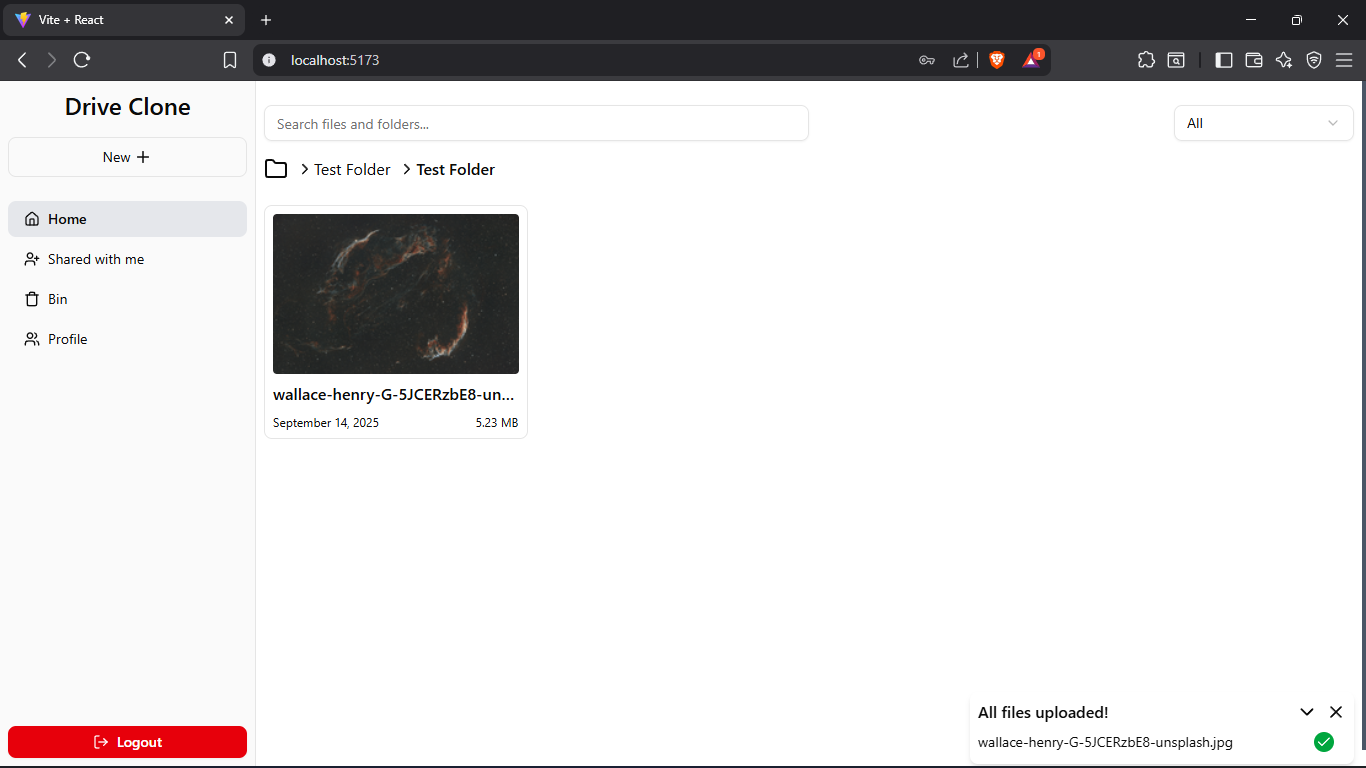 Vite + React
localhost:5173
1
Drive Clone
New
Home
Shared with me
Bin
Profile
Logout
Search files and folders...
All
Test Folder Test Folder
wallace-henry-G-5JCERzbE8-un...
September 14, 2025 5.23 MB
All files uploaded!
wallace-henry-G-5JCERzbE8-unsplash.jpg